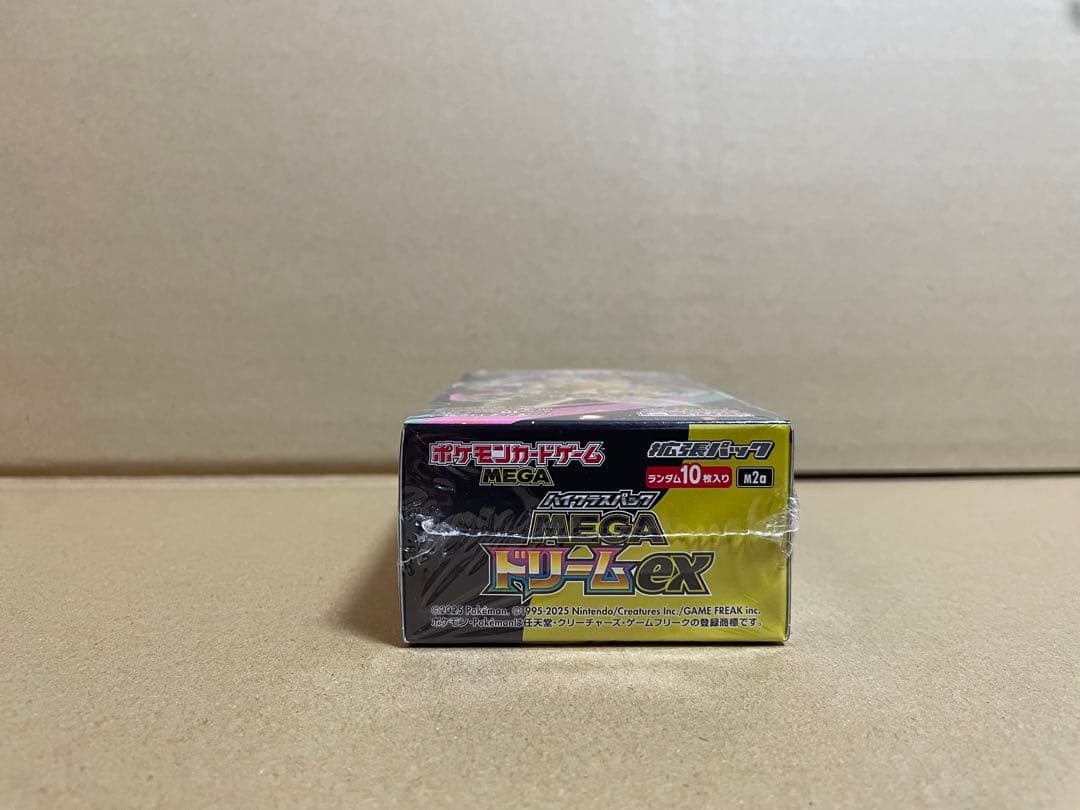 ポケモンカードゲーム
MEGA
拡張パック
ランダム10枚入り M2a
ハイクラスパック
MEGA
ドリームex
©2025 Pokémon. ©1995-2025 Nintendo/Creatures Inc./GAME FREAK inc.
ポケモン・Pokémonは任天堂・クリーチャーズ・ゲームフリークの登録商標です。